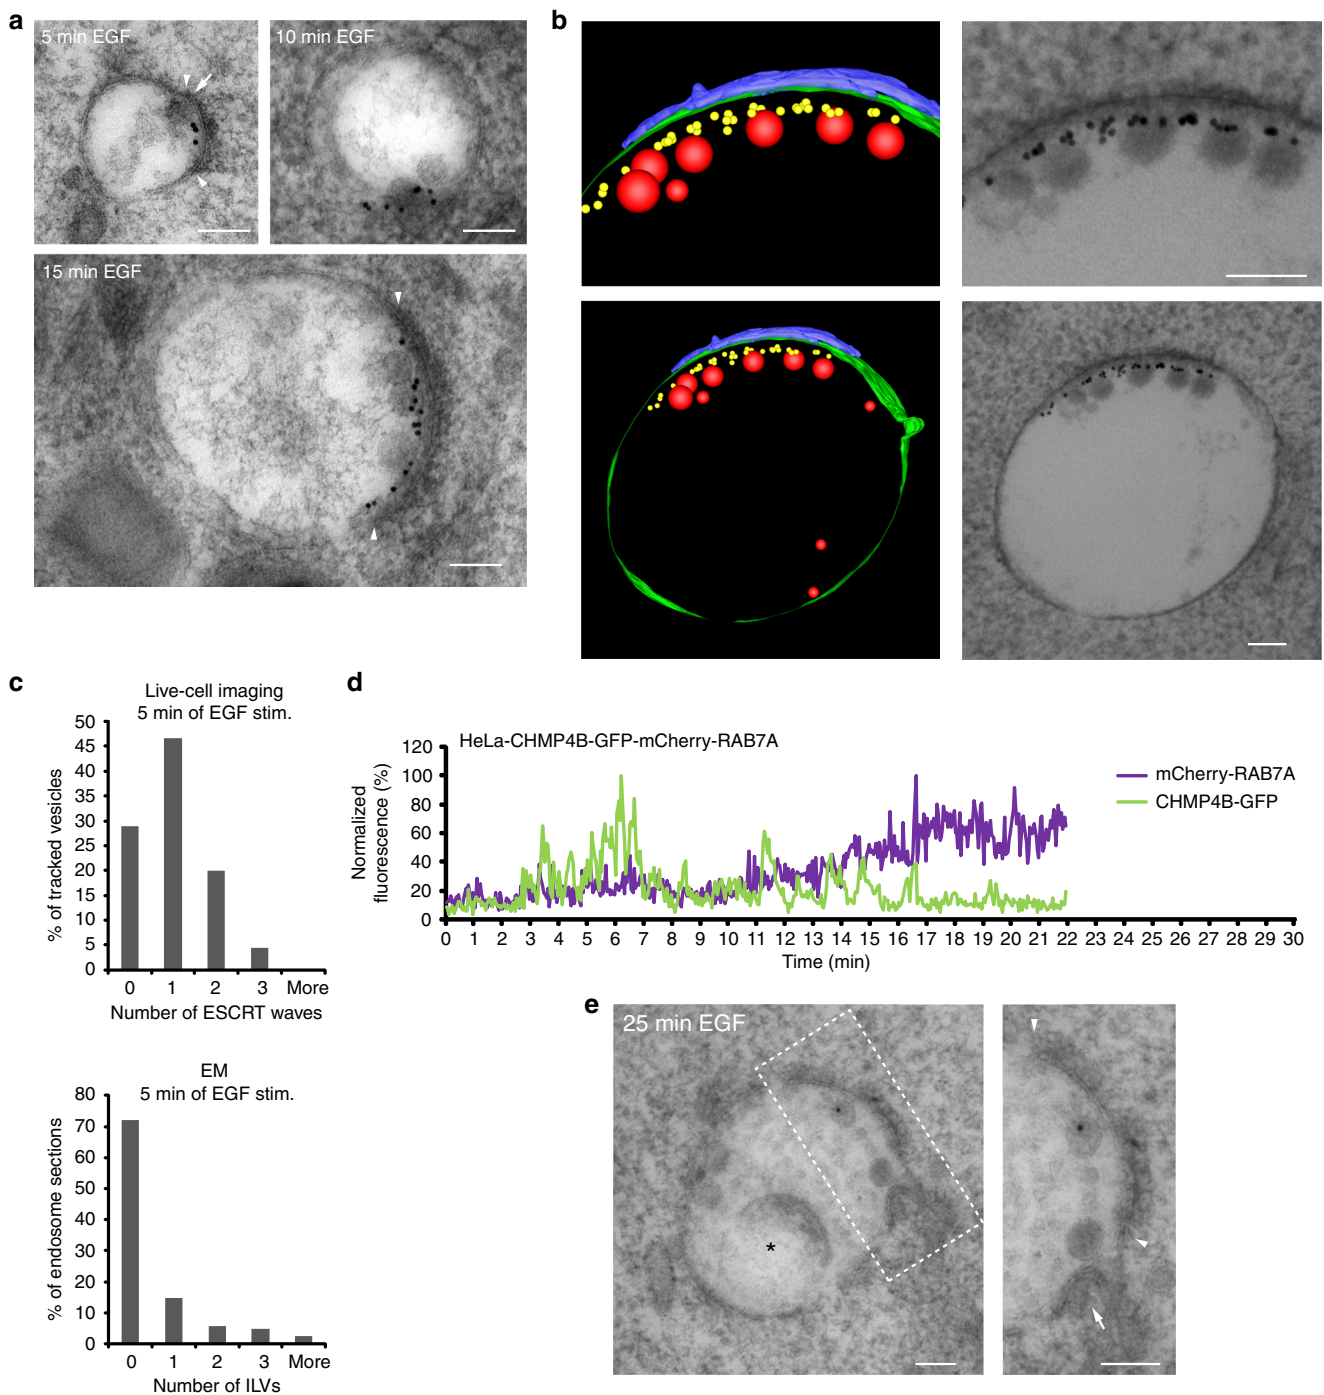 a
5 min EGF
10 min EGF
15 min EGF
b
c
Live-cell imaging
5 min of EGF stim.
% of tracked vesicles
50
45
40
35
30
25
20
15
10
5
0
0 1 2 3 More
Number of ESCRT waves
EM
5 min of EGF stim.
% of endosome sections
80
70
60
50
40
30
20
10
0
0 1 2 3 More
Number of ILVs
d
HeLa-CHMP4B-GFP-mCherry-RAB7A
Normalized
fluorescence (%)
120
100
80
60
40
20
0
mCherry-RAB7A
CHMP4B-GFP
0 1 2 3 4 5 6 7 8 9 10 11 12 13 14 15 16 17 18 19 20 21 22 23 24 25 26 27 28 29 30
Time (min)
e
25 min EGF
*